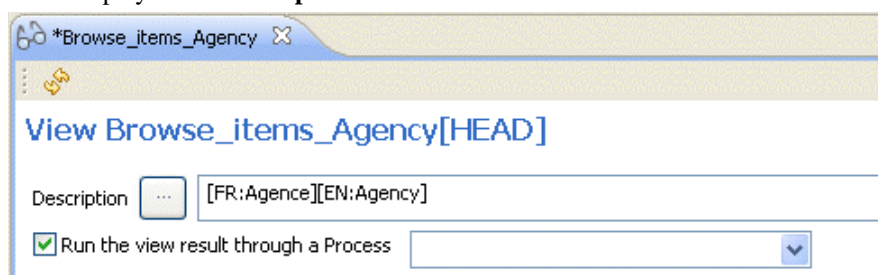 *Browse_items_Agency
View Browse_items_Agency[HEAD]
Description ... [FR:Agence][EN:Agency]
Run the view result through a Process